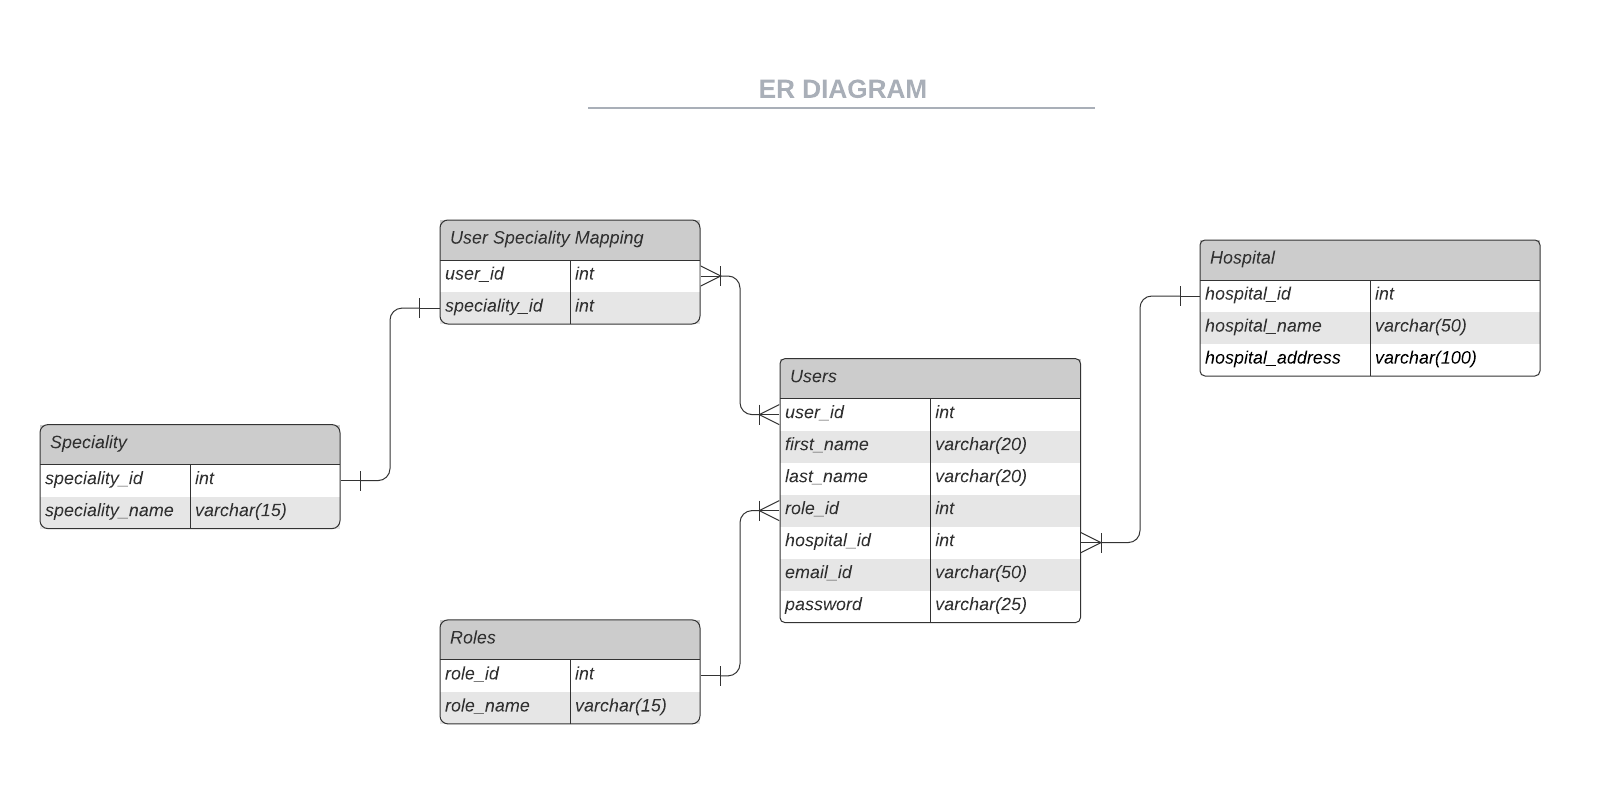 ER DIAGRAM
User Speciality Mapping
user_id int
speciality_id int
Hospital
hospital_id int
hospital_name varchar(50)
hospital_address varchar(100)
Users
user_id int
first_name varchar(20)
last_name varchar(20)
role_id int
hospital_id int
email_id varchar(50)
password varchar(25)
Speciality
speciality_id int
speciality_name varchar(15)
Roles
role_id int
role_name varchar(15)